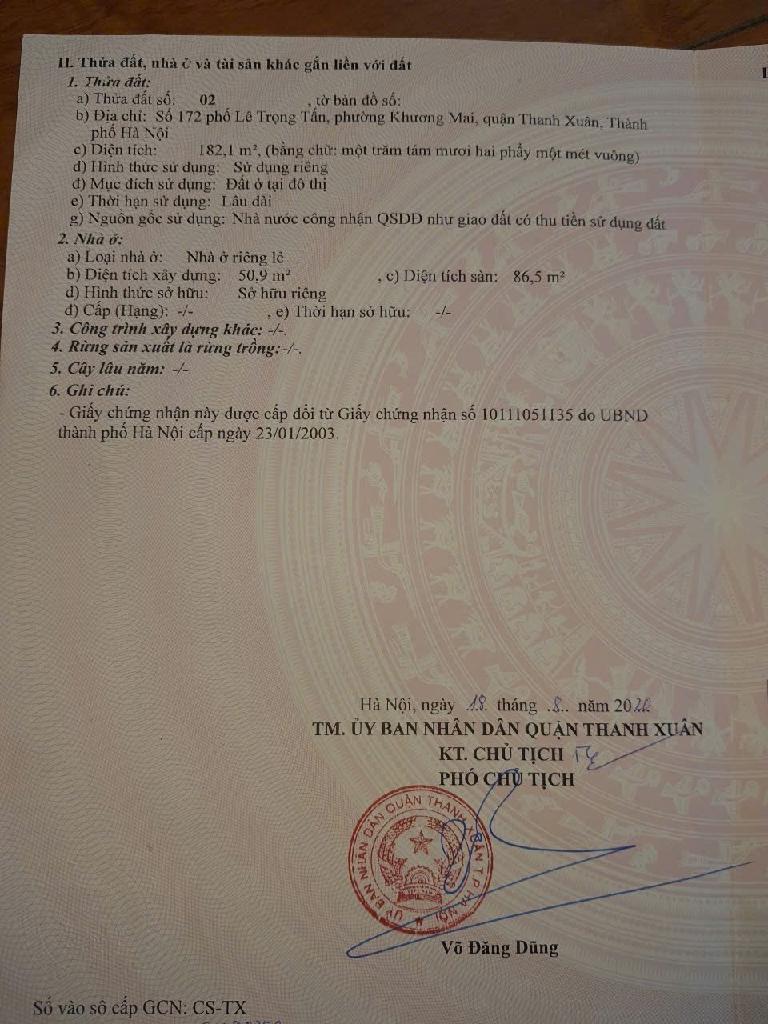 II. Thửa đất, nhà ở và tài sản khác gắn liền với đất
1. Thửa đất:
a) Thửa đất số: 02 , tờ bản đồ số:
b) Địa chỉ: Số 172 phố Lê Trọng Tấn, phường Khương Mai, quận Thanh Xuân, Thành
phố Hà Nội
c) Diện tích: 182,1 m², (bằng chữ: một trăm tám mươi hai phẩy một mét vuông)
d) Hình thức sử dụng: Sử dụng riêng
đ) Mục đích sử dụng: Đất ở tại đô thị
e) Thời hạn sử dụng: Lâu dài
g) Nguồn gốc sử dụng: Nhà nước công nhận QSDĐ như giao đất có thu tiền sử dụng đất
2. Nhà ở:
a) Loại nhà ở: Nhà ở riêng lẻ
b) Diện tích xây dựng: 50,9 m² , c) Diện tích sàn: 86,5 m²
d) Hình thức sở hữu: Sở hữu riêng
đ) Cấp (Hạng): -/- , e) Thời hạn sở hữu: -/-
3. Công trình xây dựng khác: -/-.
4. Rừng sản xuất là rừng trồng:-/-.
5. Cây lâu năm: -/-
6. Ghi chú:
- Giấy chứng nhận này được cấp đổi từ Giấy chứng nhận số 10111051135 do UBND
thành phố Hà Nội cấp ngày 23/01/2003.
Hà Nội, ngày 18 tháng .8.. năm
TM. ỦY BAN NHÂN DÂN QUẬN THANH XUÂN
KT. CHỦ TỊCH
PHÓ CHỦ TỊCH
ỦY BAN NHÂN DÂN QUẬN THANH XUÂN T.P HÀ NỘI
Võ Đăng Dũng
Số vào sổ cấp GCN: CS-TX